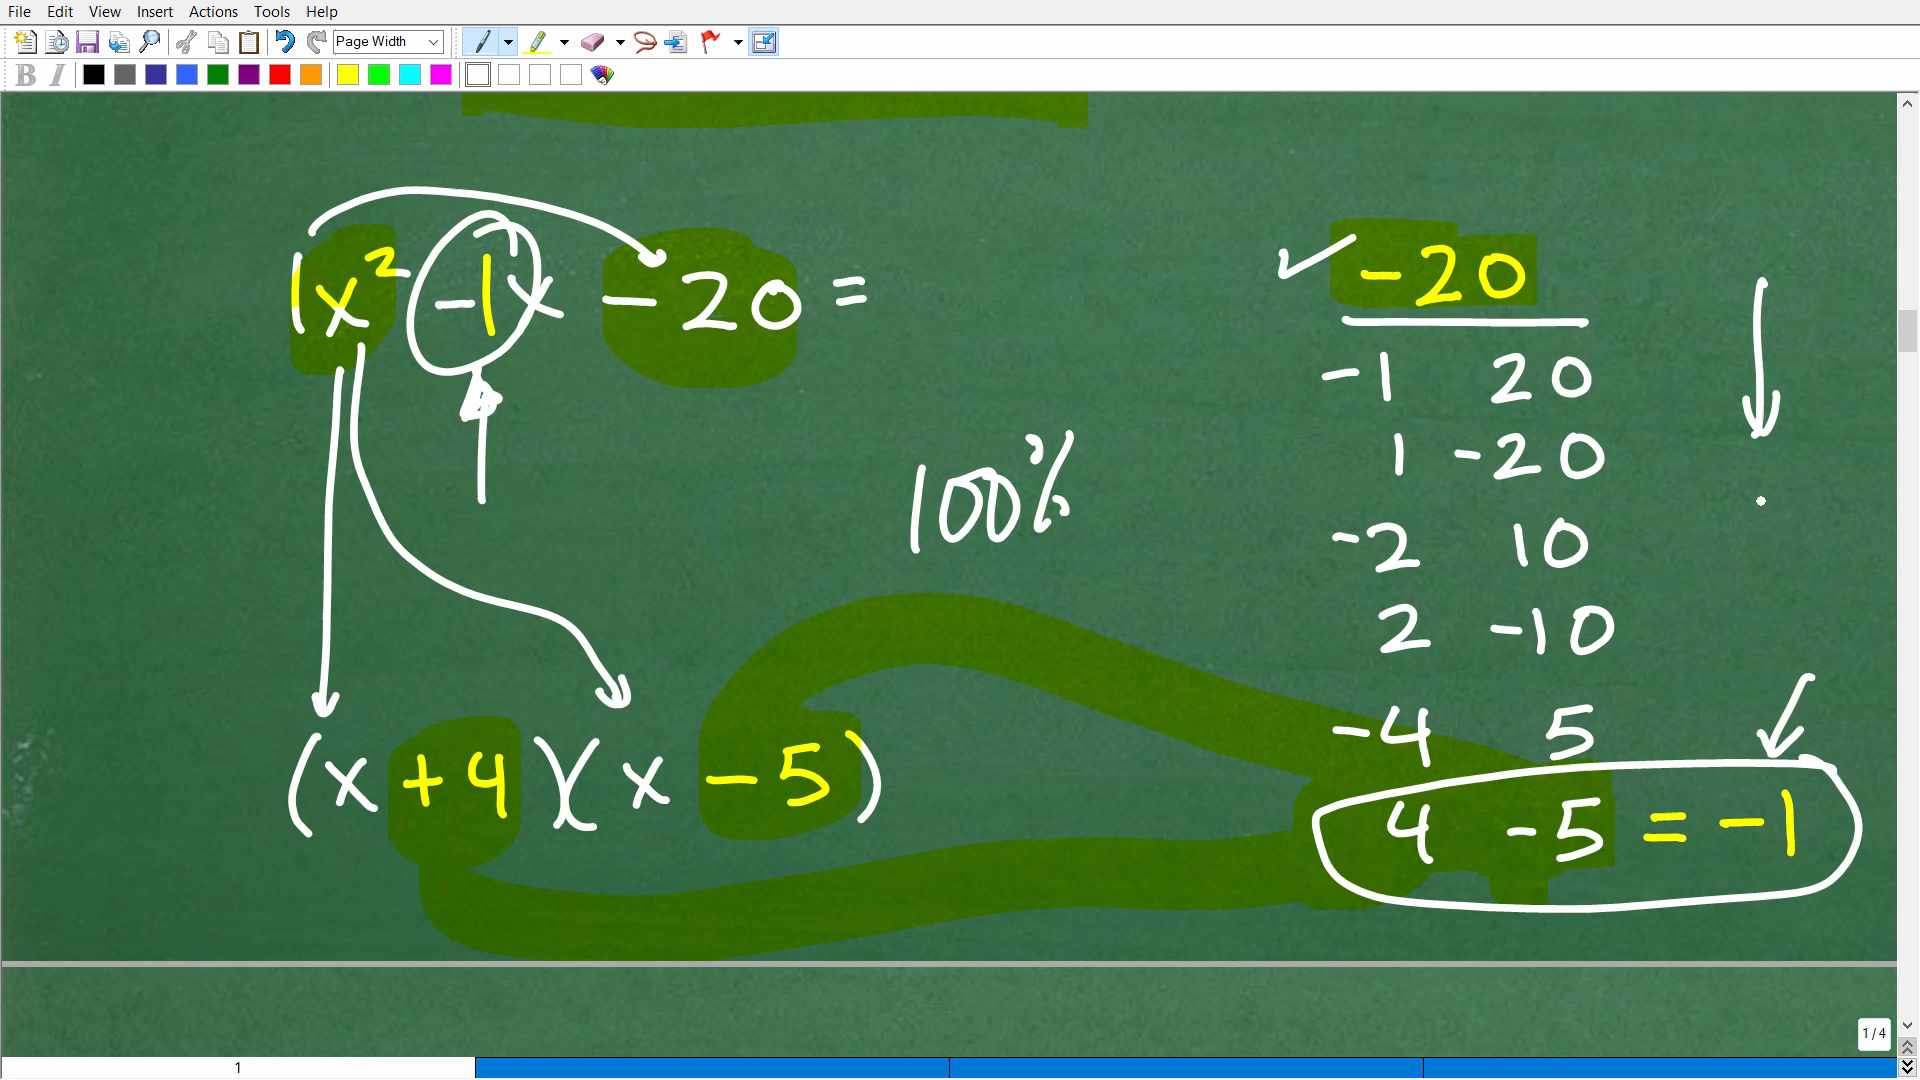 File Edit View Insert Actions Tools Help
Page Width
B I
1x² -1x - 20 =
100%
(x + 4)(x - 5)
-20
-1 20
1 -20
-2 10
2 -10
-4 5
4 -5 = -1
1 / 4
1